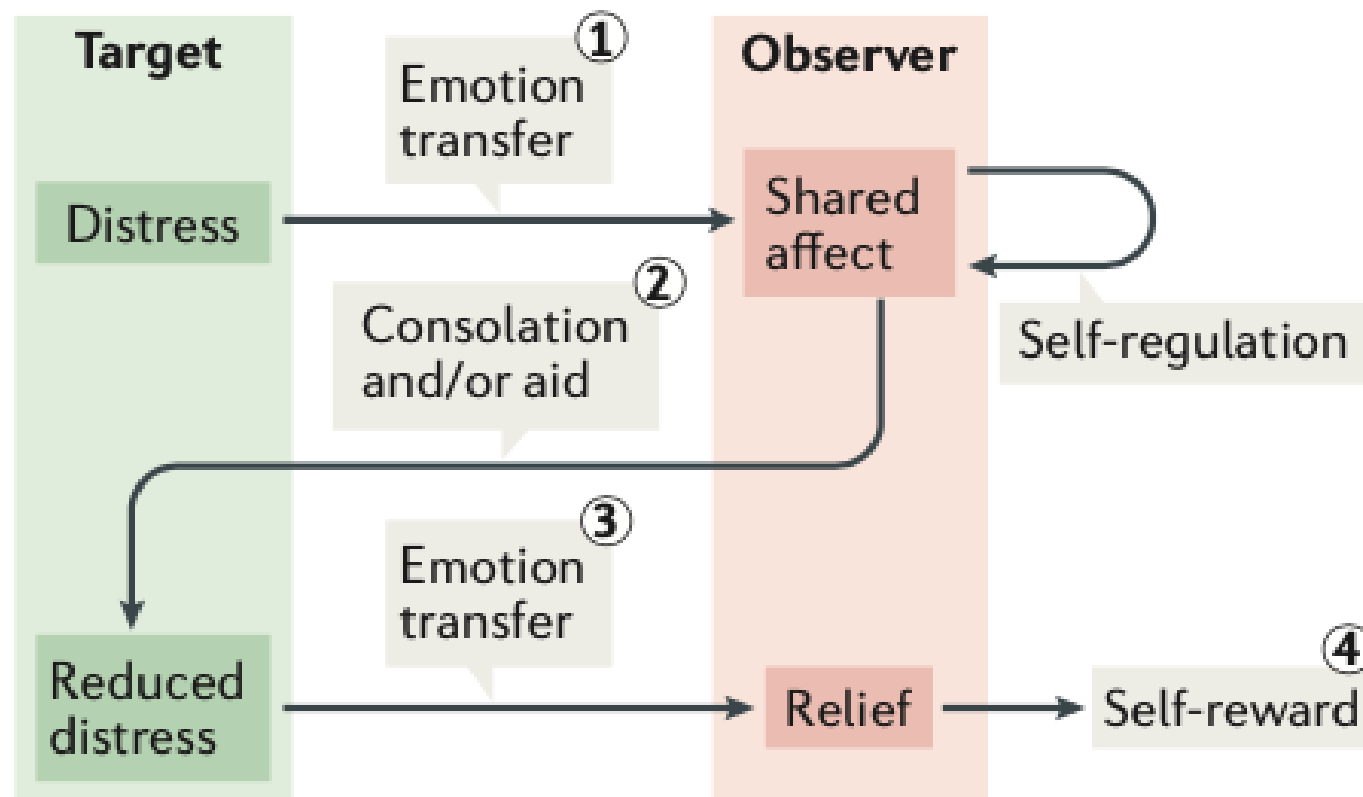 Target
Observer
①
Emotion
transfer
Distress
Shared
affect
②
Consolation
and/or aid
Self-regulation
③
Emotion
transfer
Reduced
distress
Relief
④
Self-reward